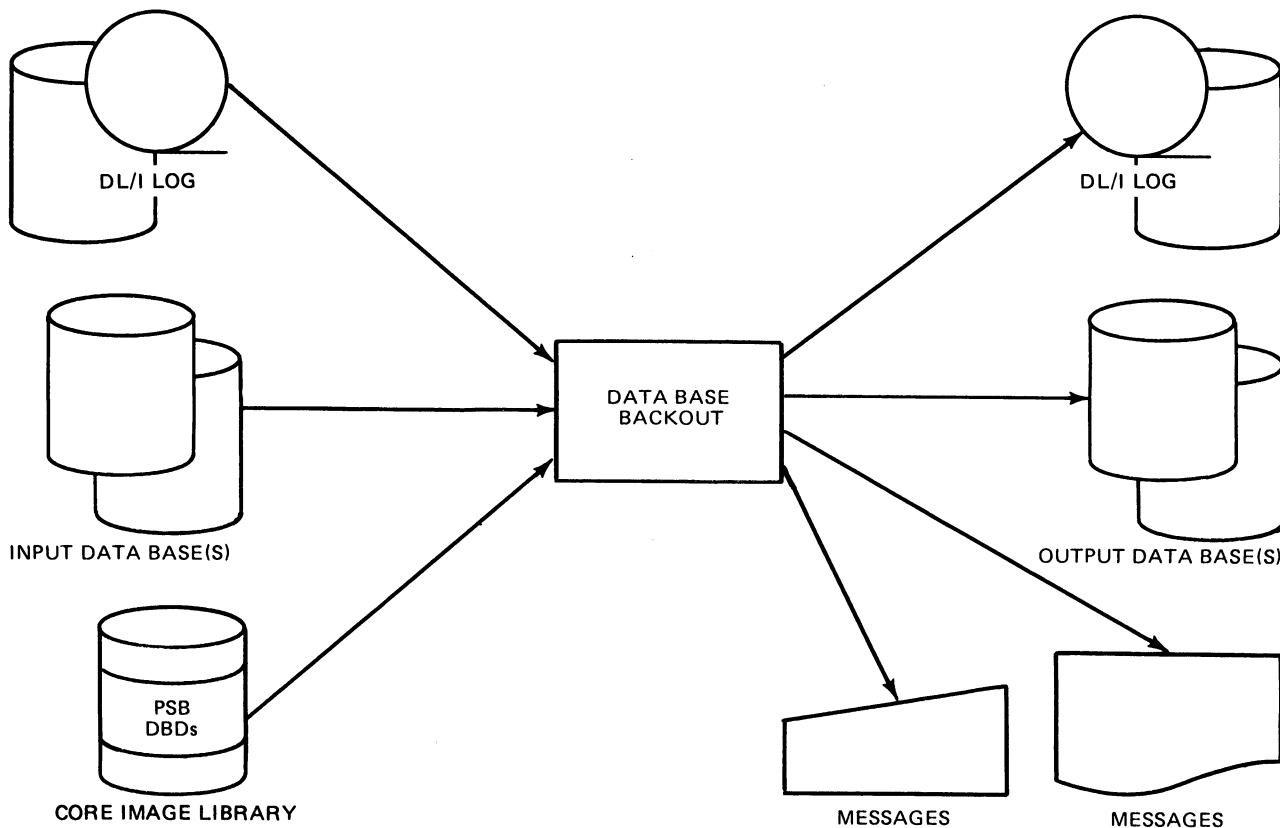 DL/I LOG
DL/I LOG
DATA BASE
BACKOUT
INPUT DATA BASE(S)
OUTPUT DATA BASE(S)
PSB
DBDs
CORE IMAGE LIBRARY
MESSAGES
MESSAGES